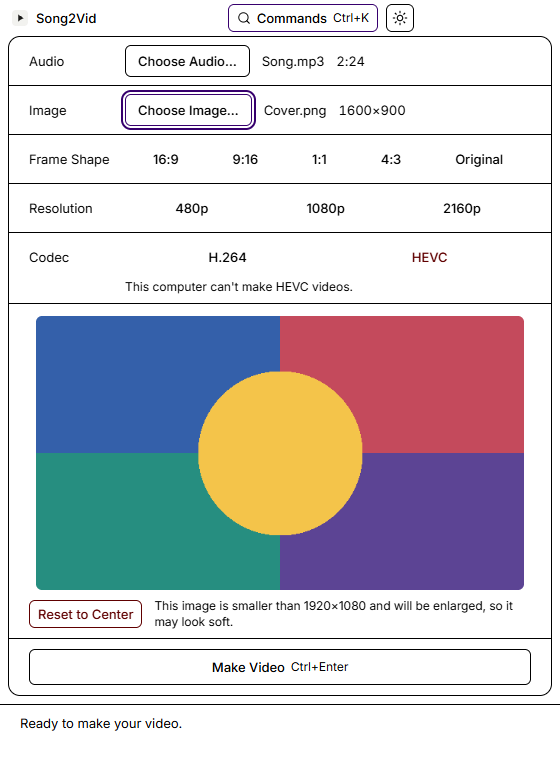 Song2Vid
Commands Ctrl+K
Audio Choose Audio... Song.mp3 2:24
Image Choose Image... Cover.png 1600×900
Frame Shape 16:9 9:16 1:1 4:3 Original
Resolution 480p 1080p 2160p
Codec H.264 HEVC
This computer can't make HEVC videos.
Reset to Center
This image is smaller than 1920×1080 and will be enlarged, so it
may look soft.
Make Video Ctrl+Enter
Ready to make your video.